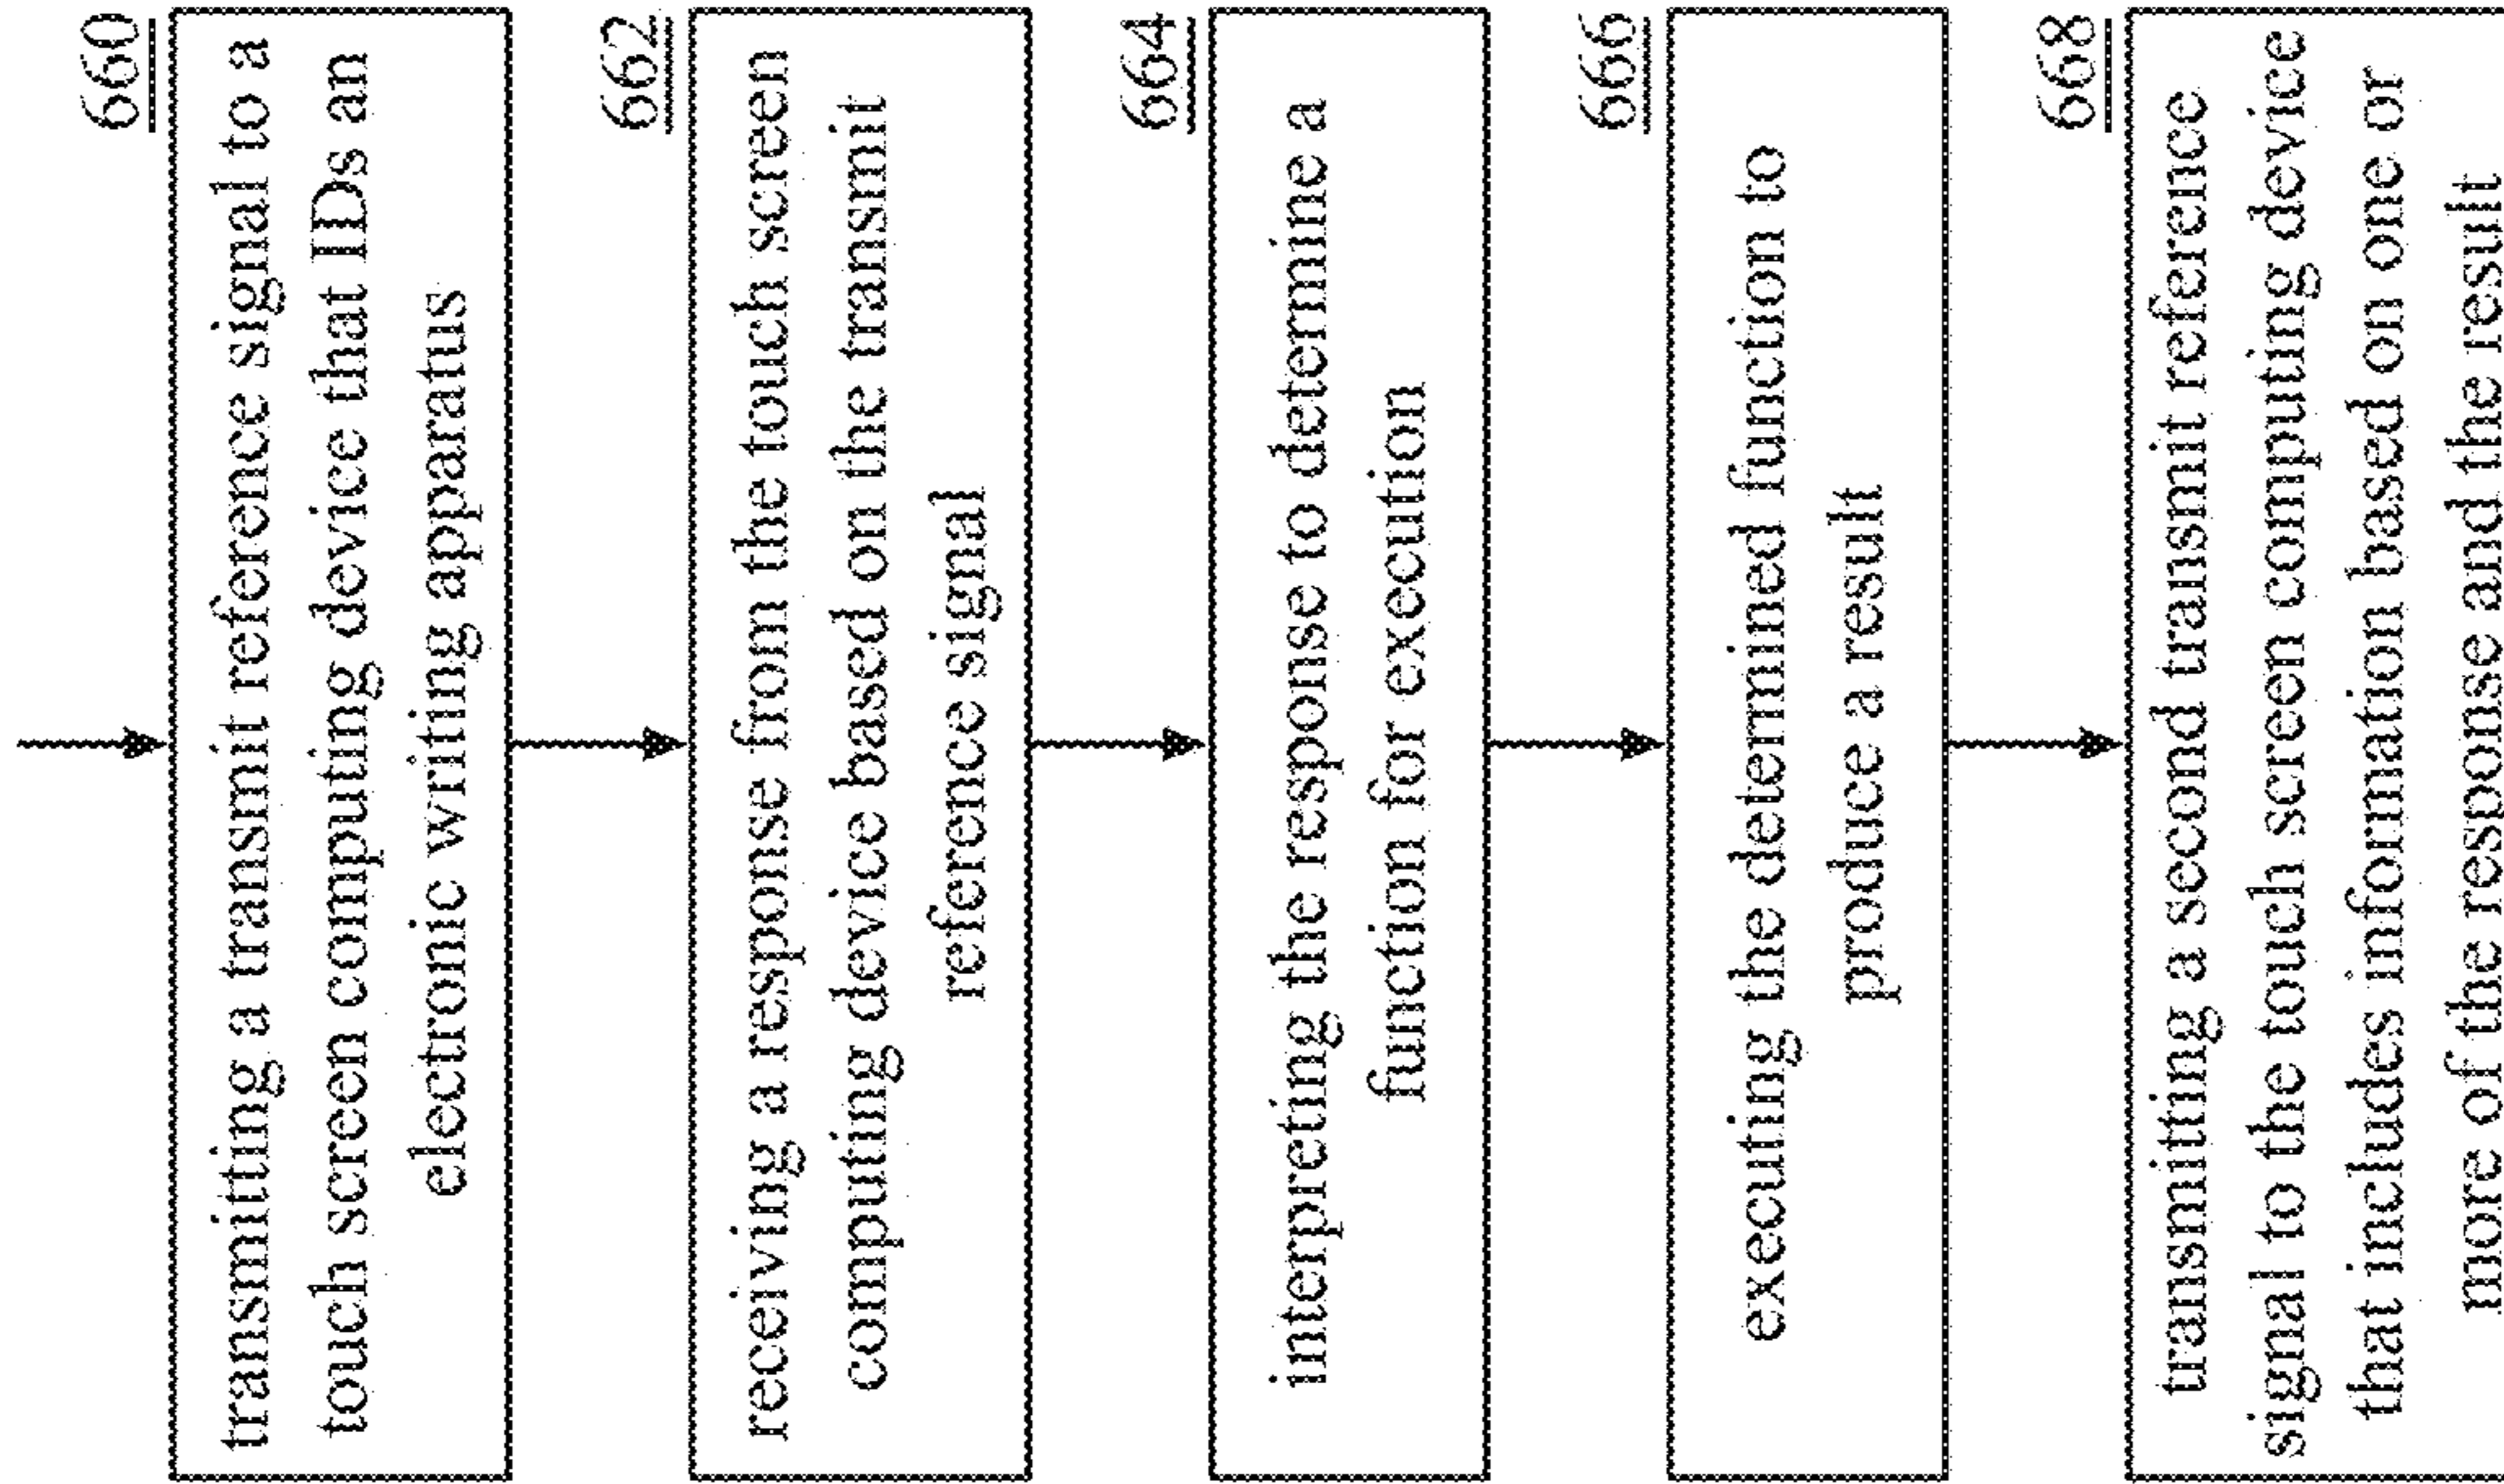 660
transmitting a transmit reference signal to a
touch screen computing device that IDs an
electronic writing apparatus
662
receiving a response from the touch screen
computing device based on the transmit
reference signal
664
interpreting the response to determine a
function for execution
666
executing the determined function to
produce a result
668
transmitting a second transmit reference
signal to the touch screen computing device
that includes information based on one or
more of the response and the result